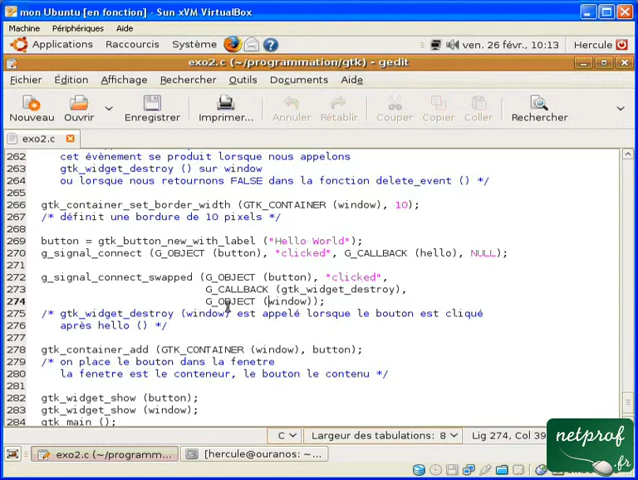 mon Ubuntu [en fonction] - Sun xVM VirtualBox
Machine Périphériques Aide
Applications Raccourcis Système ven. 26 févr., 10:13 Hercule
exo2.c (~/programmation/gtk) - gedit
Fichier Édition Affichage Rechercher Outils Documents Aide
Nouveau Ouvrir Enregistrer Imprimer... Annuler Rétablir Couper Copier Coller Rechercher
exo2.c
262 cet évènement se produit lorsque nous appelons
263 gtk_widget_destroy () sur window
264 ou lorsque nous retournons FALSE dans la fonction delete_event () */
265
266 gtk_container_set_border_width (GTK_CONTAINER (window), 10);
267 /* définit une bordure de 10 pixels */
268
269 button = gtk_button_new_with_label ("Hello World");
270 g_signal_connect (G_OBJECT (button), "clicked", G_CALLBACK (hello), NULL);
271
272 g_signal_connect_swapped (G_OBJECT (button), "clicked",
273 G_CALLBACK (gtk_widget_destroy),
274 G_OBJECT (window));
275 /* gtk_widget_destroy (window) est appelé lorsque le bouton est cliqué
276 après hello () */
277
278 gtk_container_add (GTK_CONTAINER (window), button);
279 /* on place le bouton dans la fenetre
280 la fenetre est le conteneur, le bouton le contenu */
281
282 gtk_widget_show (button);
283 gtk_widget_show (window);
284 gtk_main ();
C Largeur des tabulations: 8 Lig 274, Col 39
exo2.c (~/programm... [hercule@ouranos: ~/pro...
netprof
.fr